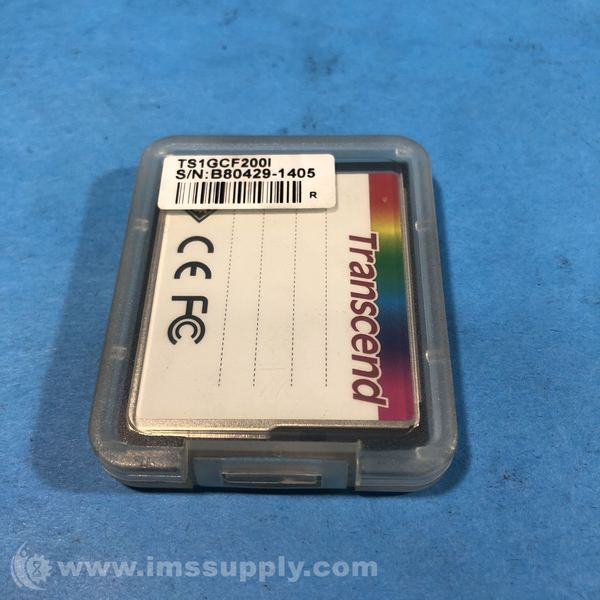 TS1GCF200I
S/N:B80429-1405
R
Transcend
CE FC
www.imssupply.com